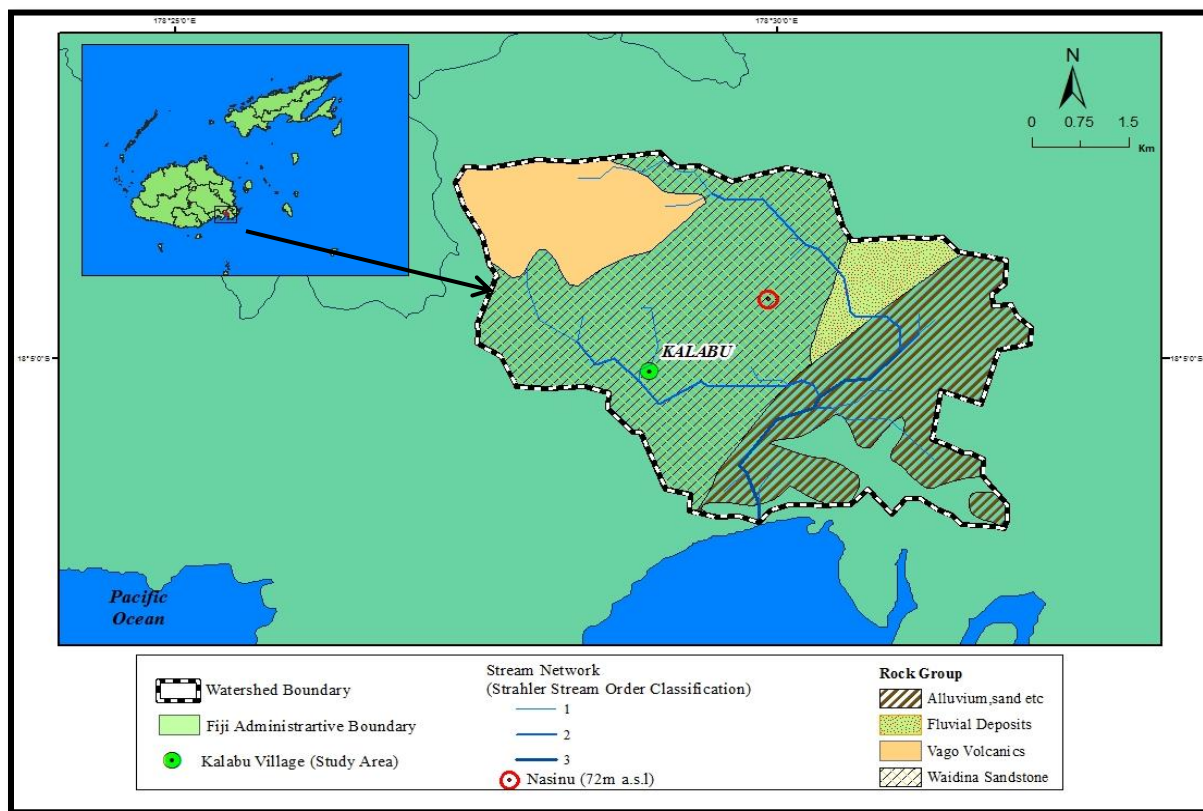 178°25'0"E
178°30'0"E
N
0 0.75 1.5
Km
18°5'0"S
KALABU
18°5'0"S
Pacific
Ocean
Watershed Boundary
Fiji Administrartive Boundary
Kalabu Village (Study Area)
Stream Network
(Strahler Stream Order Classification)
1
2
3
Nasinu (72m a.s.l)
Rock Group
Alluvium,sand etc
Fluvial Deposits
Vago Volcanics
Waidina Sandstone